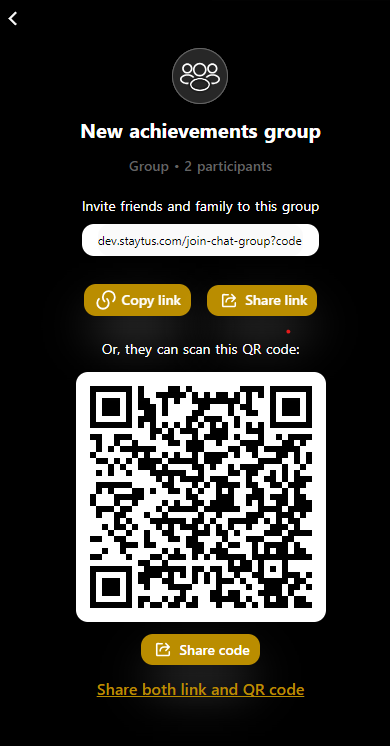 New achievements group
Group • 2 participants
Invite friends and family to this group
dev.staytus.com/join-chat-group?code
Copy link
Share link
Or, they can scan this QR code:
Share code
Share both link and QR code